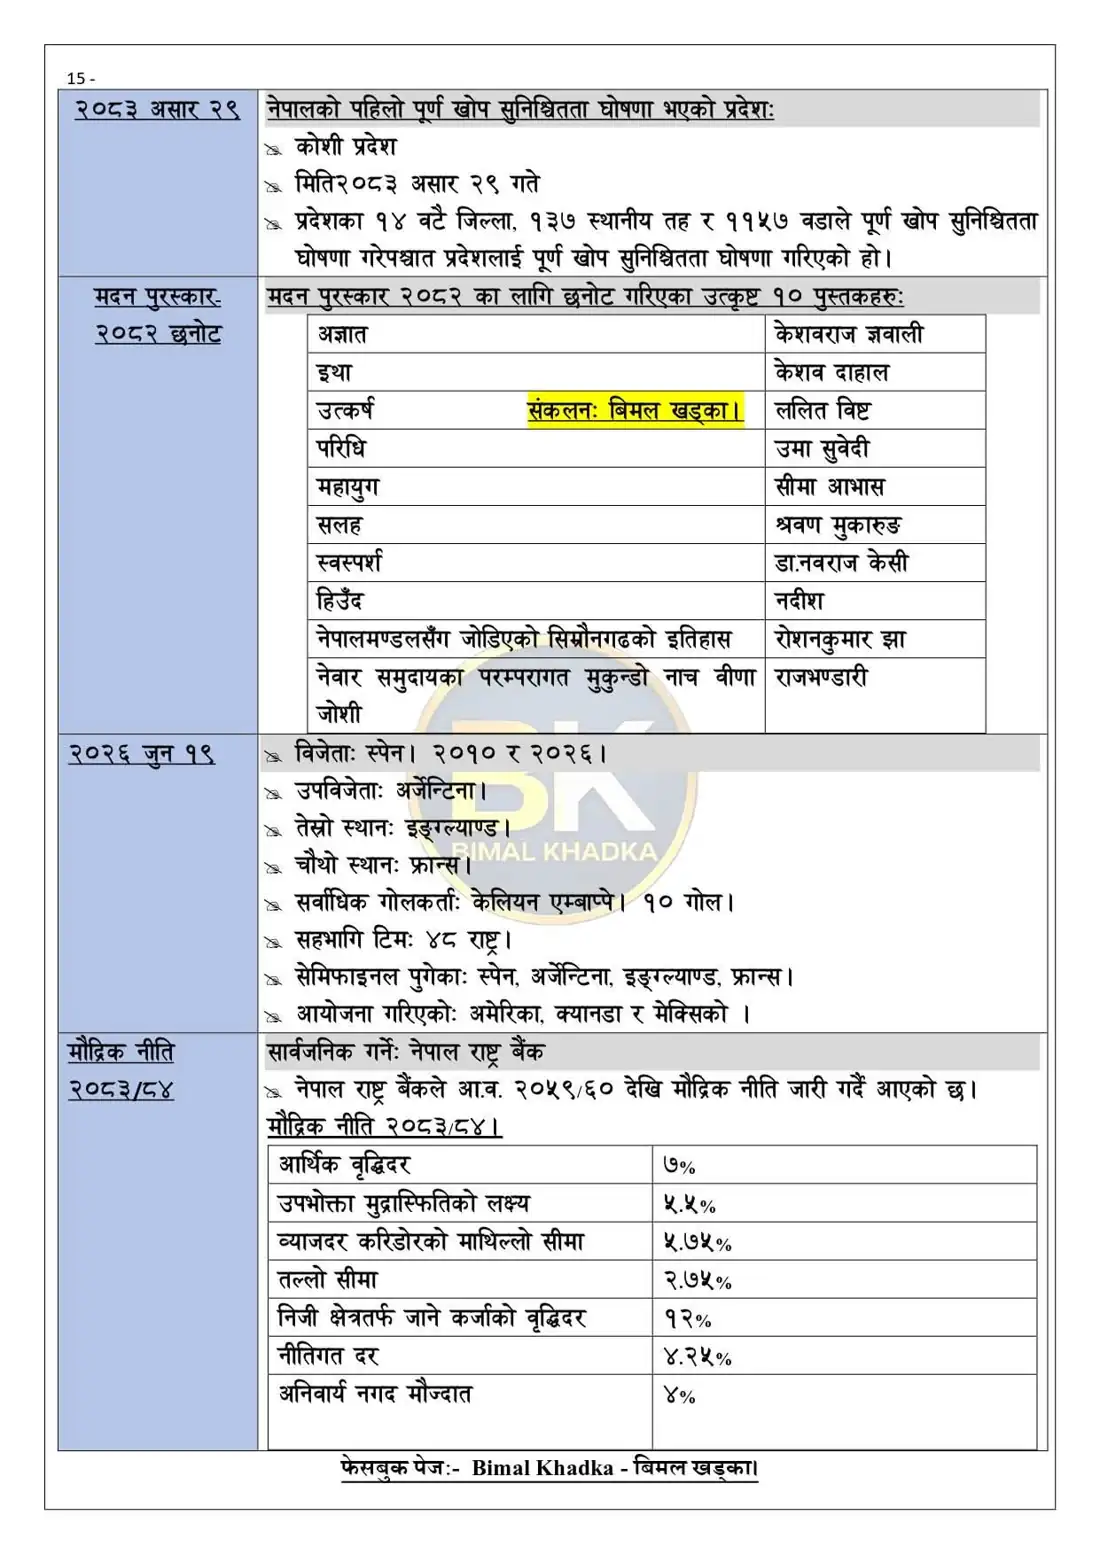 15 -
२०८३ असार २९
नेपालको पहिलो पूर्ण खोप सुनिश्चितता घोषणा भएको प्रदेशः
कोशी प्रदेश
मिति२०८३ असार २९ गते
प्रदेशका १४ वटै जिल्ला, १३७ स्थानीय तह र ११५७ वडाले पूर्ण खोप सुनिश्चितता
घोषणा गरेपश्चात प्रदेशलाई पूर्ण खोप सुनिश्चितता घोषणा गरिएको हो।
मदन पुरस्कार-
२०८२ छनोट
मदन पुरस्कार २०८२ का लागि छनोट गरिएका उत्कृष्ट १० पुस्तकहरुः
अज्ञात केशवराज ज्ञवाली
इथा केशव दाहाल
उत्कर्ष संकलनः बिमल खड्का। ललित विष्ट
परिधि उमा सुवेदी
महायुग सीमा आभास
सलह श्रवण मुकारुङ
स्वस्पर्श डा.नवराज केसी
हिउँद नदीश
नेपालमण्डलसँग जोडिएको सिम्रौनगढको इतिहास रोशनकुमार झा
नेवार समुदायका परम्परागत मुकुन्डो नाच वीणा राजभण्डारी
जोशी
२०२६ जुन १९
विजेताः स्पेन। २०१० र २०२६।
उपविजेताः अर्जेन्टिना।
तेस्रो स्थानः इङ्ग्ल्याण्ड।
चौथो स्थानः फ्रान्स।
सर्वाधिक गोलकर्ताः केलियन एम्बाप्पे। १० गोल।
सहभागि टिमः ४८ राष्ट्र।
सेमिफाइनल पुगेकाः स्पेन, अर्जेन्टिना, इङ्ग्ल्याण्ड, फ्रान्स।
आयोजना गरिएकोः अमेरिका, क्यानडा र मेक्सिको ।
BK
BIMAL KHADKA
मौद्रिक नीति
२०८३/८४
सार्वजनिक गर्नेः नेपाल राष्ट्र बैंक
नेपाल राष्ट्र बैंकले आ.व. २०५९/६० देखि मौद्रिक नीति जारी गर्दै आएको छ।
मौद्रिक नीति २०८३/८४।
आर्थिक वृद्धिदर ७%
उपभोक्ता मुद्रास्फितिको लक्ष्य ५.५%
व्याजदर करिडोरको माथिल्लो सीमा ५.७५%
तल्लो सीमा २.७५%
निजी क्षेत्रतर्फ जाने कर्जाको वृद्धिदर १२%
नीतिगत दर ४.२५%
अनिवार्य नगद मौज्दात ४%
फेसबुक पेज:- Bimal Khadka - बिमल खड्का।